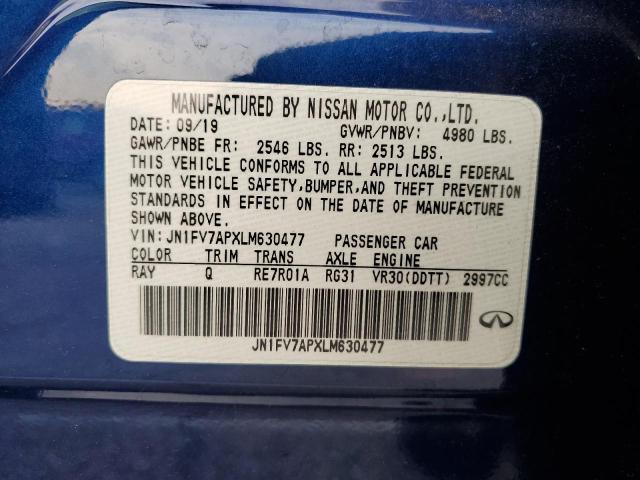 MANUFACTURED BY NISSAN MOTOR CO.,LTD.
DATE: 09/19 GVWR/PNBV: 4980 LBS.
GAWR/PNBE FR: 2546 LBS. RR: 2513 LBS.
THIS VEHICLE CONFORMS TO ALL APPLICABLE FEDERAL
MOTOR VEHICLE SAFETY,BUMPER,AND THEFT PREVENTION
STANDARDS IN EFFECT ON THE DATE OF MANUFACTURE
SHOWN ABOVE.
VIN: JN1FV7APXLM630477 PASSENGER CAR
COLOR TRIM TRANS AXLE ENGINE
RAY Q RE7R01A RG31 VR30(DDTT) 2997CC
JN1FV7APXLM630477